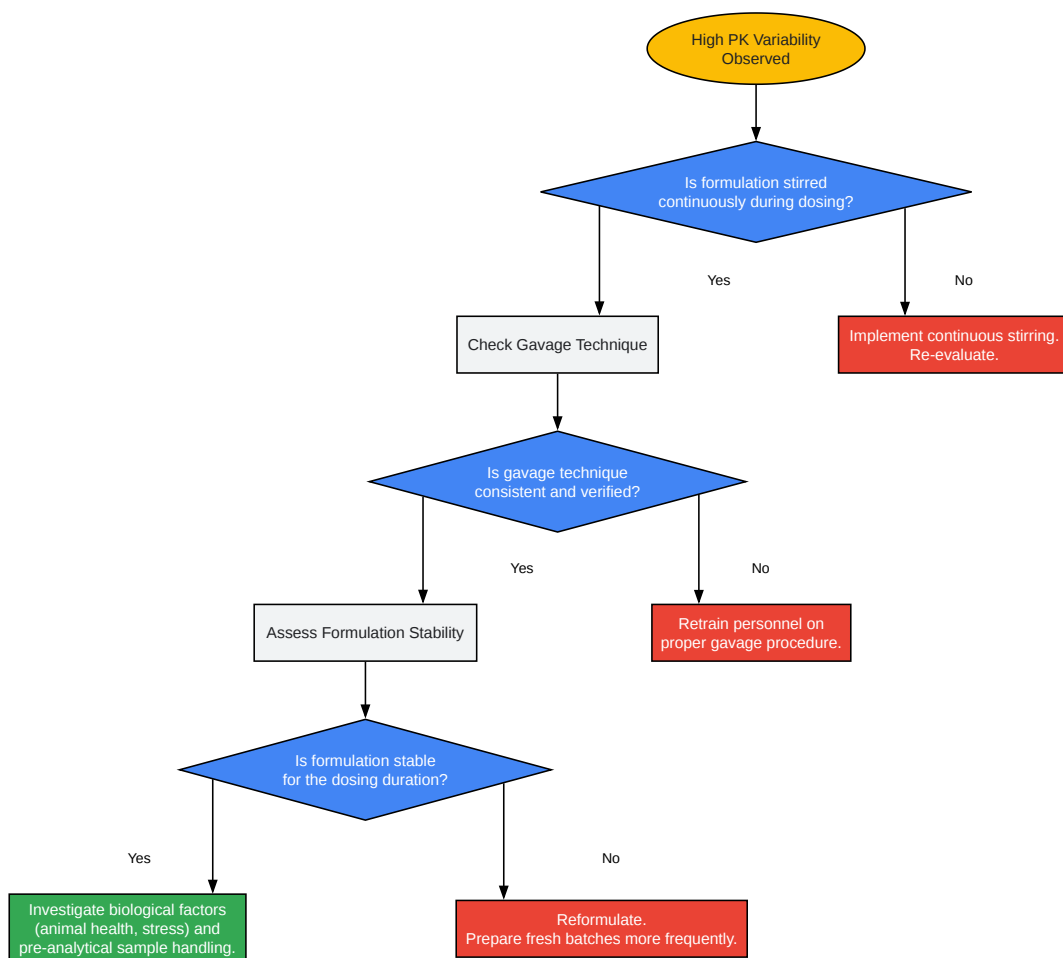 High PK Variability
Observed
Is formulation stirred
continuously during dosing?
Yes
No
Check Gavage Technique
Implement continuous stirring.
Re-evaluate.
Is gavage technique
consistent and verified?
Yes
No
Assess Formulation Stability
Retrain personnel on
proper gavage procedure.
Is formulation stable
for the dosing duration?
Yes
No
Investigate biological factors
(animal health, stress) and
pre-analytical sample handling.
Reformulate.
Prepare fresh batches more frequently.